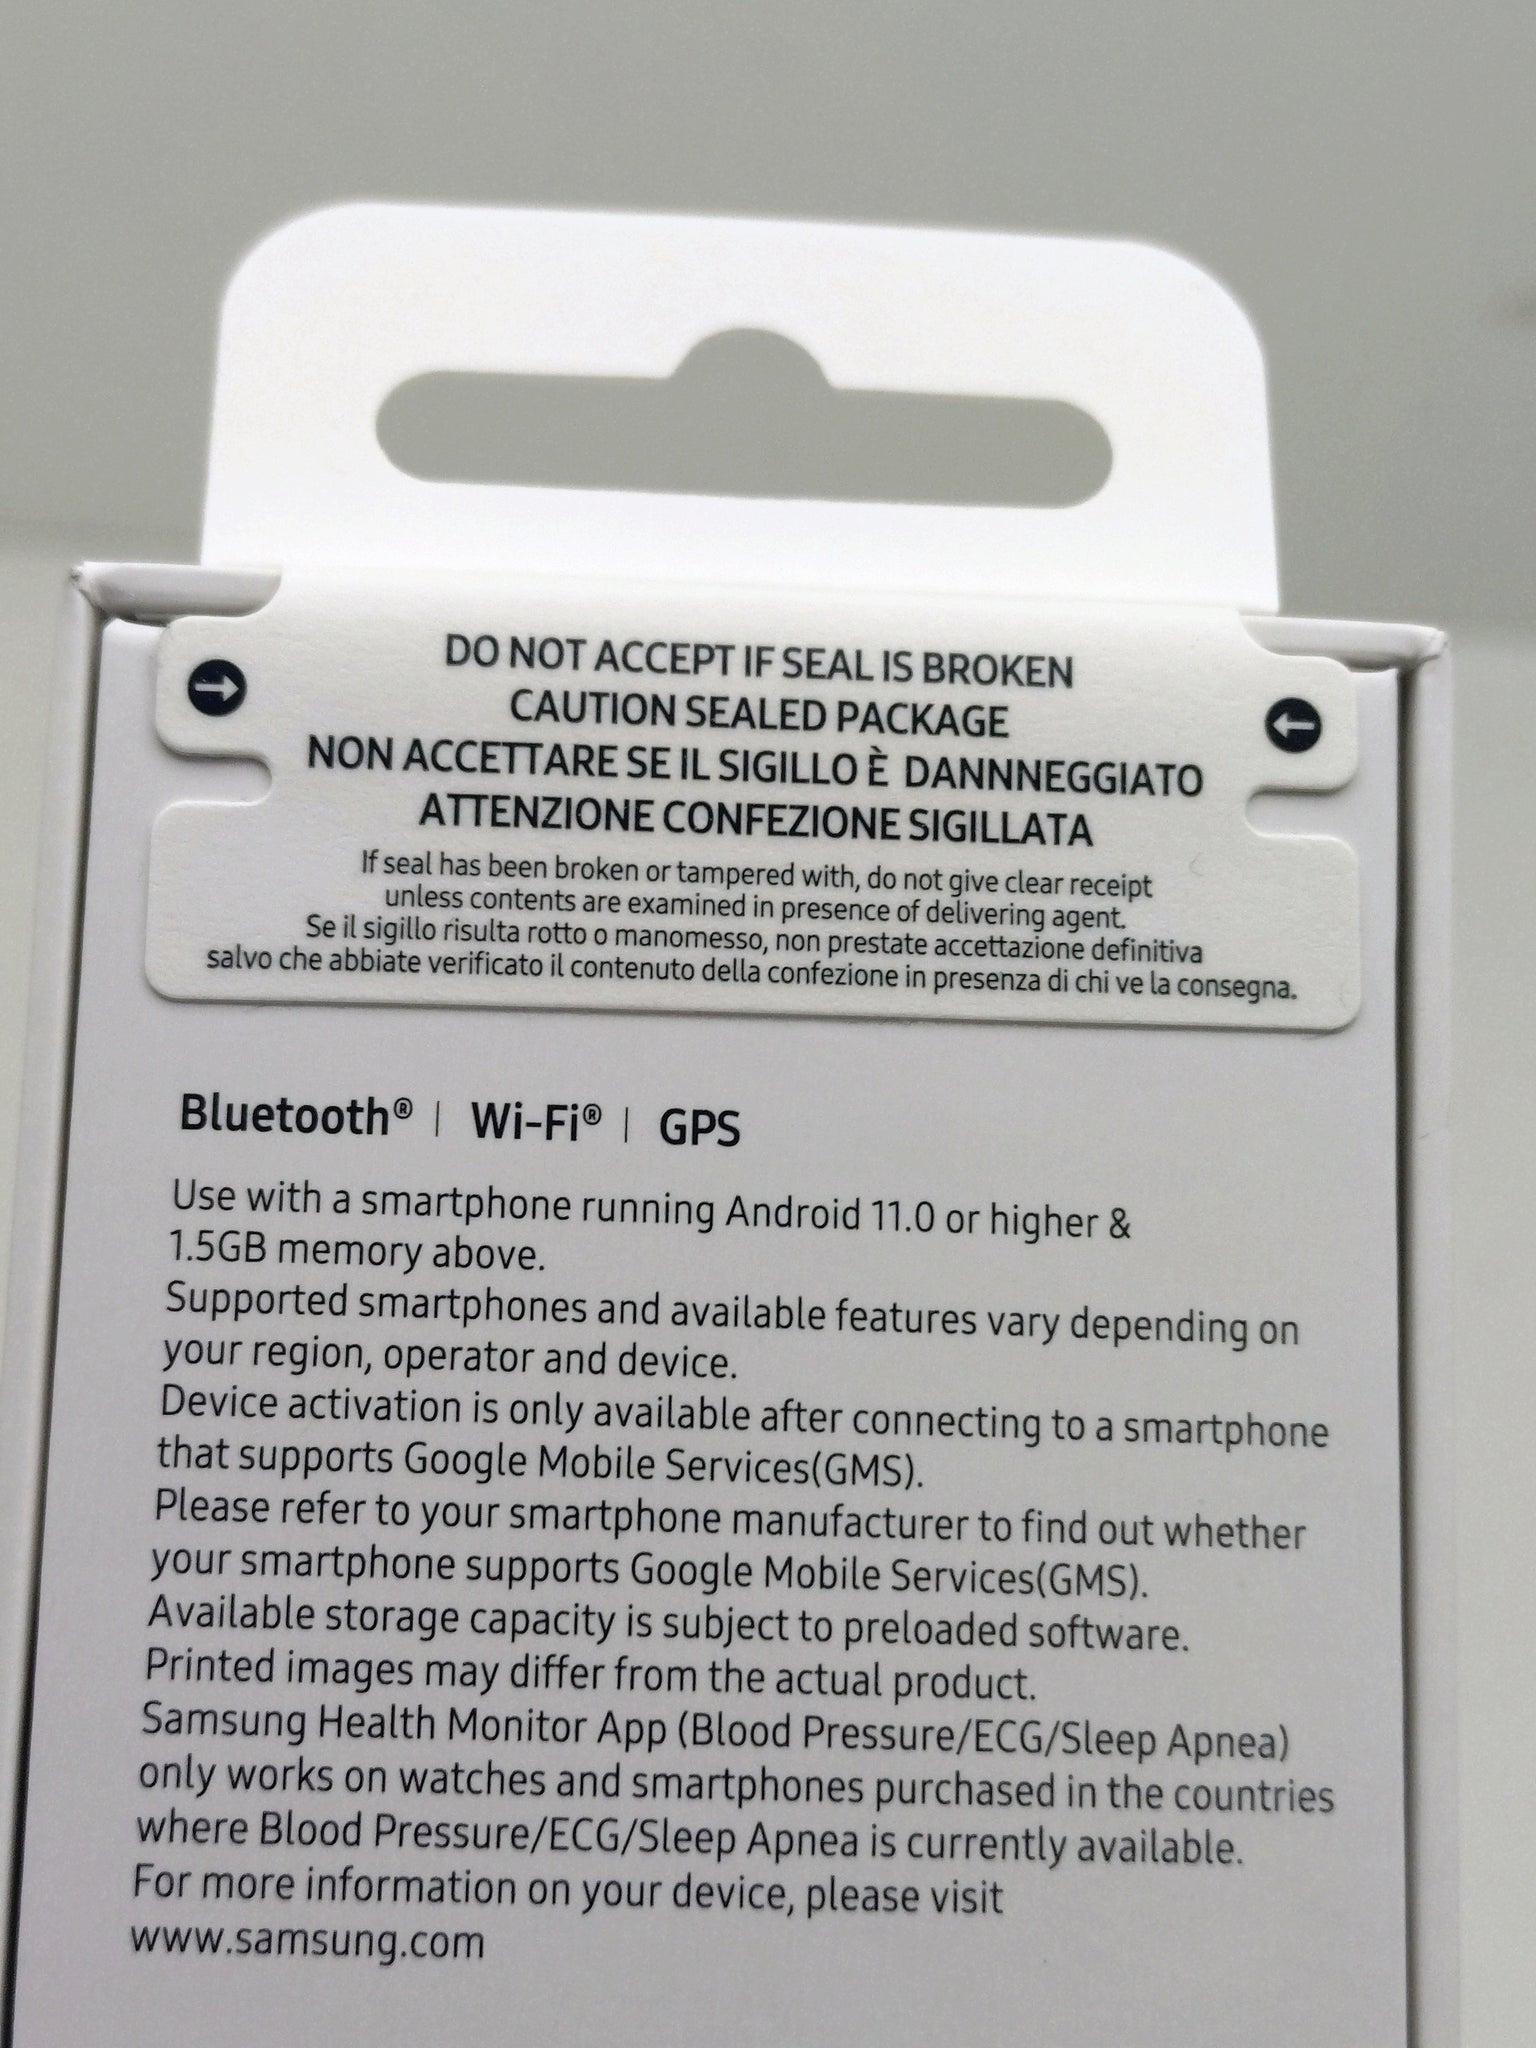 DO NOT ACCEPT IF SEAL IS BROKEN
CAUTION SEALED PACKAGE
NON ACCETTARE SE IL SIGILLO È DANNNEGGIATO
ATTENZIONE CONFEZIONE SIGILLATA
If seal has been broken or tampered with, do not give clear receipt
unless contents are examined in presence of delivering agent.
Se il sigillo risulta rotto o manomesso, non prestate accettazione definitiva
salvo che abbiate verificato il contenuto della confezione in presenza di chi ve la consegna.
Bluetooth® | Wi-Fi® | GPS
Use with a smartphone running Android 11.0 or higher &
1.5GB memory above.
Supported smartphones and available features vary depending on
your region, operator and device.
Device activation is only available after connecting to a smartphone
that supports Google Mobile Services(GMS).
Please refer to your smartphone manufacturer to find out whether
your smartphone supports Google Mobile Services(GMS).
Available storage capacity is subject to preloaded software.
Printed images may differ from the actual product.
Samsung Health Monitor App (Blood Pressure/ECG/Sleep Apnea)
only works on watches and smartphones purchased in the countries
where Blood Pressure/ECG/Sleep Apnea is currently available.
For more information on your device, please visit
www.samsung.com